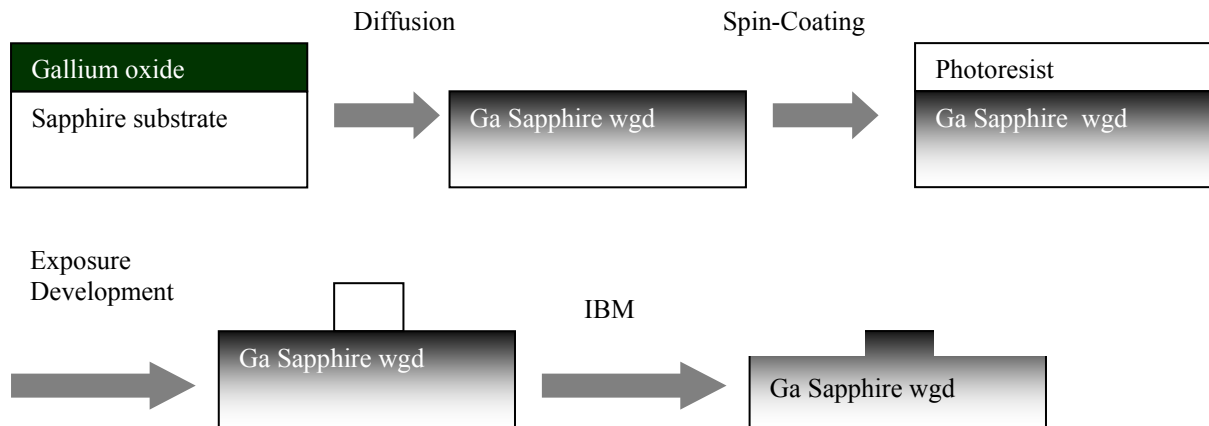 Diffusion
Spin-Coating
Gallium oxide
Sapphire substrate
Ga Sapphire wgd
Photoresist
Ga Sapphire wgd
Exposure
Development
Ga Sapphire wgd
IBM
Ga Sapphire wgd